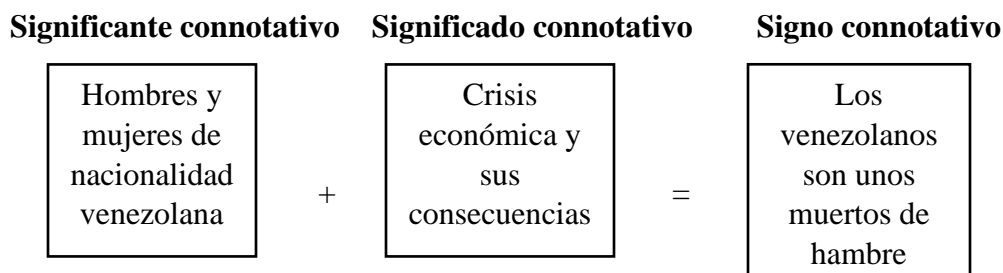 Significante connotativo Significado connotativo Signo connotativo
Hombres y
mujeres de
nacionalidad
venezolana
+
Crisis
económica y
sus
consecuencias
=
Los
venezolanos
son unos
muertos de
hambre